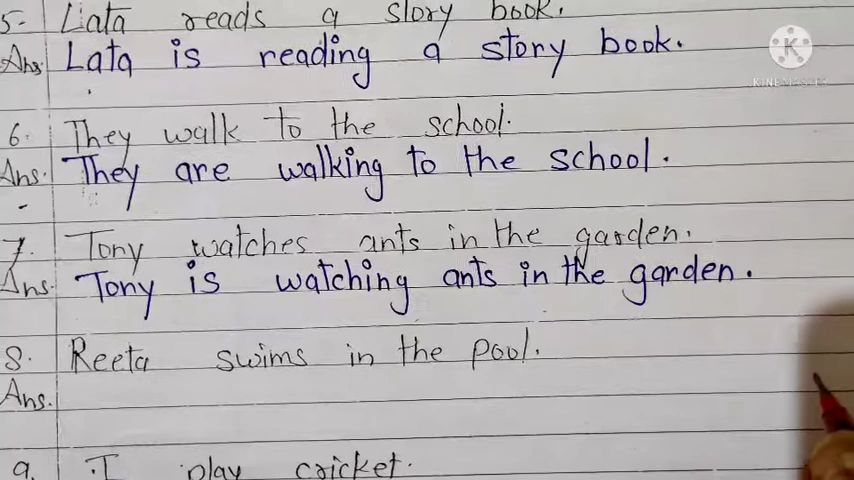 5. Lata reads a story book.
Ans. Lata is reading a story book.
6. They walk to the school.
Ans. They are walking to the school.
7. Tony watches ants in the garden.
Ans. Tony is watching ants in the garden.
8. Reeta swims in the pool.
Ans.
9. I play cricket.
K
KINEMASTER